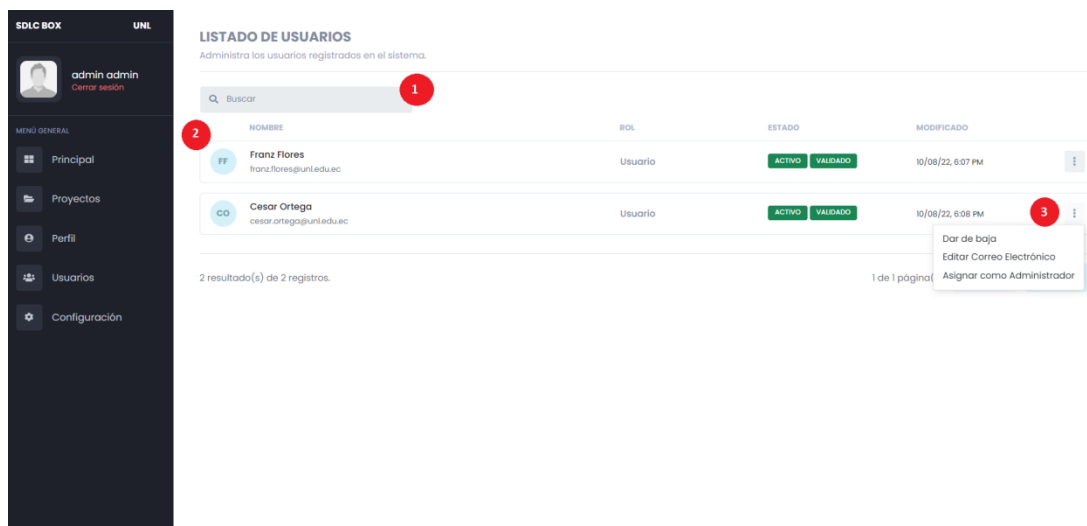 SDLC BOX UNL
admin admin
Cerrar sesión
MENÚ GENERAL
Principal
Proyectos
Perfil
Usuarios
Configuración
LISTADO DE USUARIOS
Administra los usuarios registrados en el sistema.
1
Buscar
2
NOMBRE ROL ESTADO MODIFICADO
FF
Franz Flores
franz.flores@unl.edu.ec
Usuario
ACTIVO VALIDADO
10/08/22, 6:07 PM
CO
Cesar Ortega
cesar.ortega@unl.edu.ec
Usuario
ACTIVO VALIDADO
10/08/22, 6:08 PM
3
Dar de baja
Editar Correo Electrónico
Asignar como Administrador
2 resultado(s) de 2 registros.
1 de 1 página(